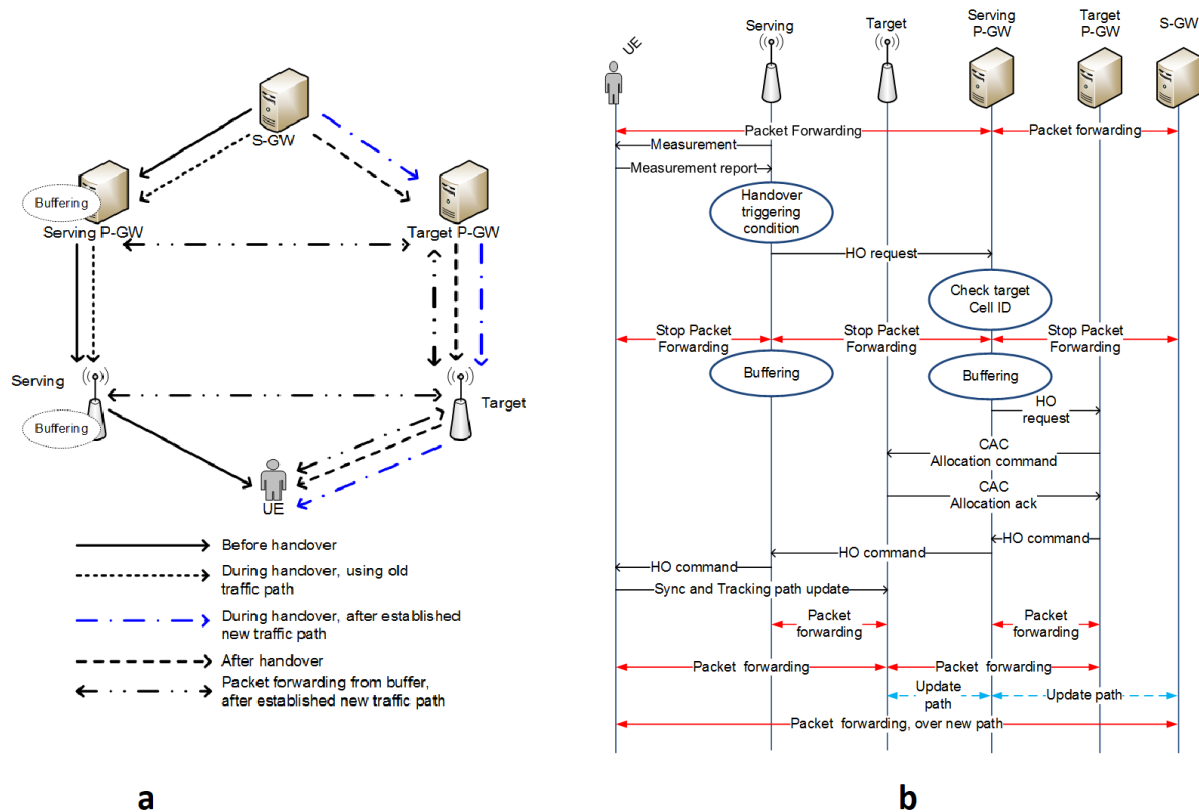 S-GW
Buffering
Serving P-GW
Target P-GW
Serving
Target
Buffering
UE
Before handover
During handover, using old
traffic path
During handover, after established
new traffic path
After handover
Packet forwarding from buffer,
after established new traffic path
a
UE
Serving
Target
Serving
P-GW
Target
P-GW
S-GW
Packet Forwarding
Packet forwarding
Measurement
Measurement report
Handover
triggering
condition
HO request
Check target
Cell ID
Stop Packet
Forwarding
Stop Packet
Forwarding
Stop Packet
Forwarding
Buffering
Buffering
HO
request
CAC
Allocation command
CAC
Allocation ack
HO command
HO command
HO command
Sync and Tracking path update
Packet
forwarding
Packet
forwarding
Packet forwarding
Packet forwarding
Update
path
Update path
Packet forwarding, over new path
b